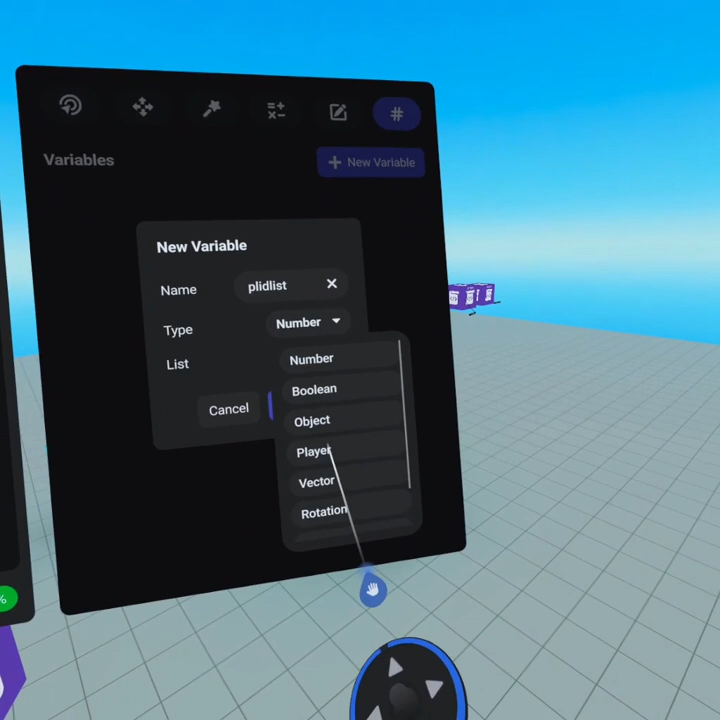 #
Variables
+ New Variable
New Variable
Name
plidlist
Type
Number
List
Number
Boolean
Object
Player
Vector
Rotation
Cancel
%